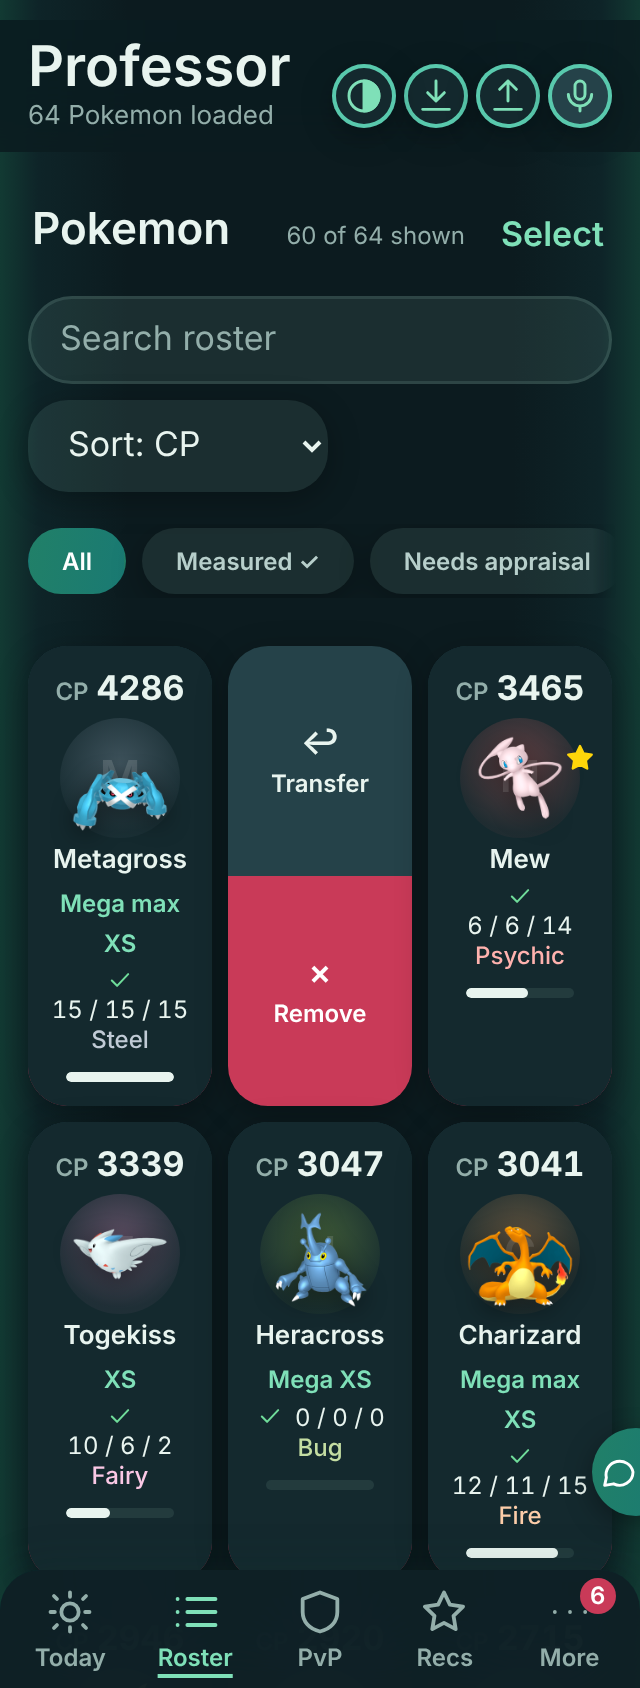 Professor
64 Pokemon loaded
Pokemon
60 of 64 shown
Select
Search roster
Sort: CP
All
Measured ✓
Needs appraisal
CP 4286
Metagross
Mega max
XS
✓
15 / 15 / 15
Steel
Transfer
Remove
CP 3465
Mew
✓
6 / 6 / 14
Psychic
CP 3339
Togekiss
XS
✓
10 / 6 / 2
Fairy
CP 3047
Heracross
Mega XS
✓ 0 / 0 / 0
Bug
CP 3041
Charizard
Mega max
XS
✓
12 / 11 / 15
Fire
Today
Roster
PvP
Recs
More
6